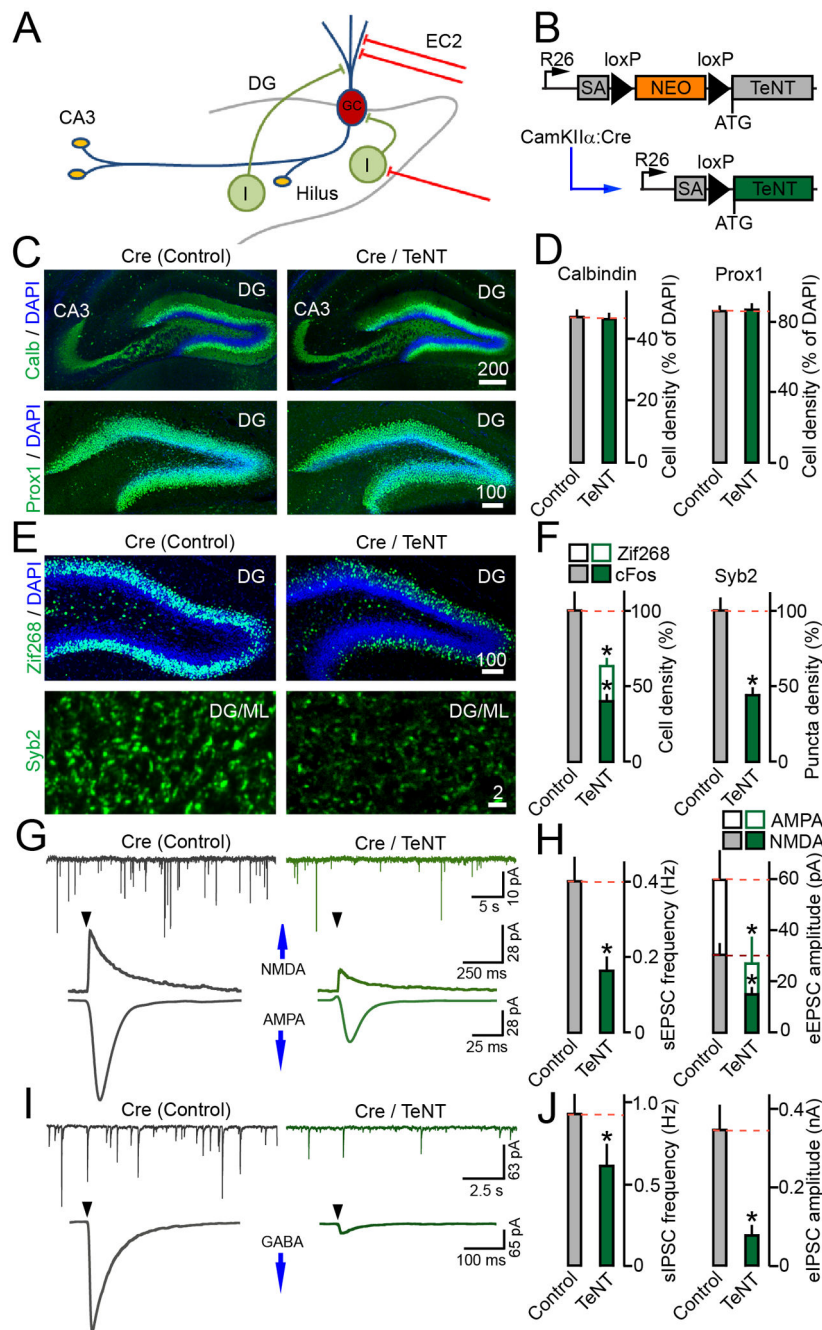 A
EC2
DG
GC
CA3
I
I
Hilus
B
R26 loxP loxP
SA NEO TeNT
ATG
CamKIIα:Cre
R26 loxP
SA TeNT
ATG
C
Cre (Control) Cre / TeNT
Calb / DAPI
CA3 DG
CA3 DG
200
Prox1 / DAPI
DG
DG
100
D
Calbindin Prox1
40
0
Cell density (% of DAPI)
80
40
0
Cell density (% of DAPI)
Control TeNT
Control TeNT
E
Cre (Control) Cre / TeNT
Zif268 / DAPI
DG
DG
100
Syb2
DG/ML
DG/ML
2
F
Zif268
cFos
Syb2
100
50
0
Cell density (%)
100
50
0
Puncta density (%)
* *
*
Control TeNT
Control TeNT
G
Cre (Control) Cre / TeNT
5 s
10 pA
NMDA
250 ms
28 pA
AMPA
25 ms
28 pA
H
AMPA
NMDA
0.4
0.2
0
sEPSC frequency (Hz)
60
40
20
0
eEPSC amplitude (pA)
*
* *
Control TeNT
Control TeNT
I
Cre (Control) Cre / TeNT
2.5 s
63 pA
GABA
100 ms
65 pA
J
1.0
0.5
0
sIPSC frequency (Hz)
0.4
0.2
0
eIPSC amplitude (nA)
*
*
Control TeNT
Control TeNT